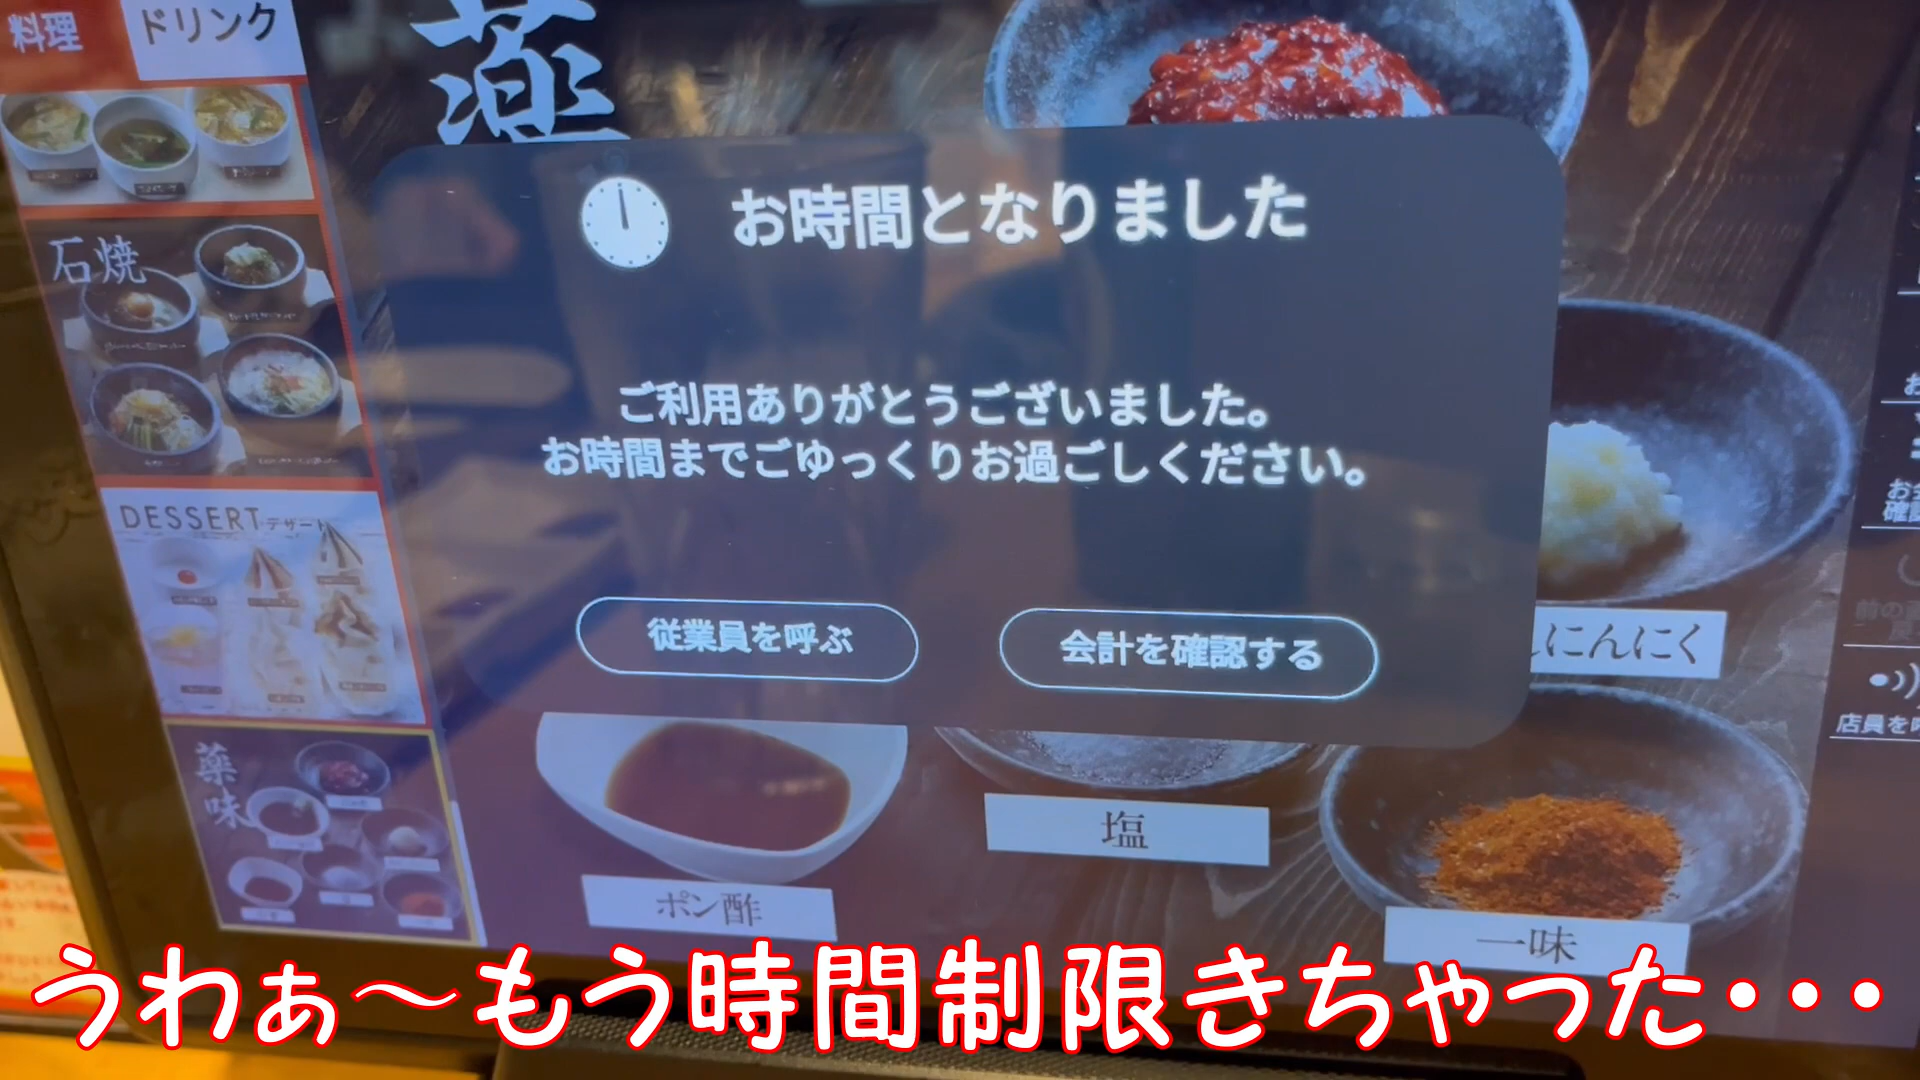 料理
ドリンク
薬
お時間となりました
ご利用ありがとうございました。
お時間までごゆっくりお過ごしください。
従業員を呼ぶ
会計を確認する
石焼
DESSERT デザート
薬味
にんにく
塩
ポン酢
一味
確認
店員を呼
うわぁ〜もう時間制限きちゃった・・・